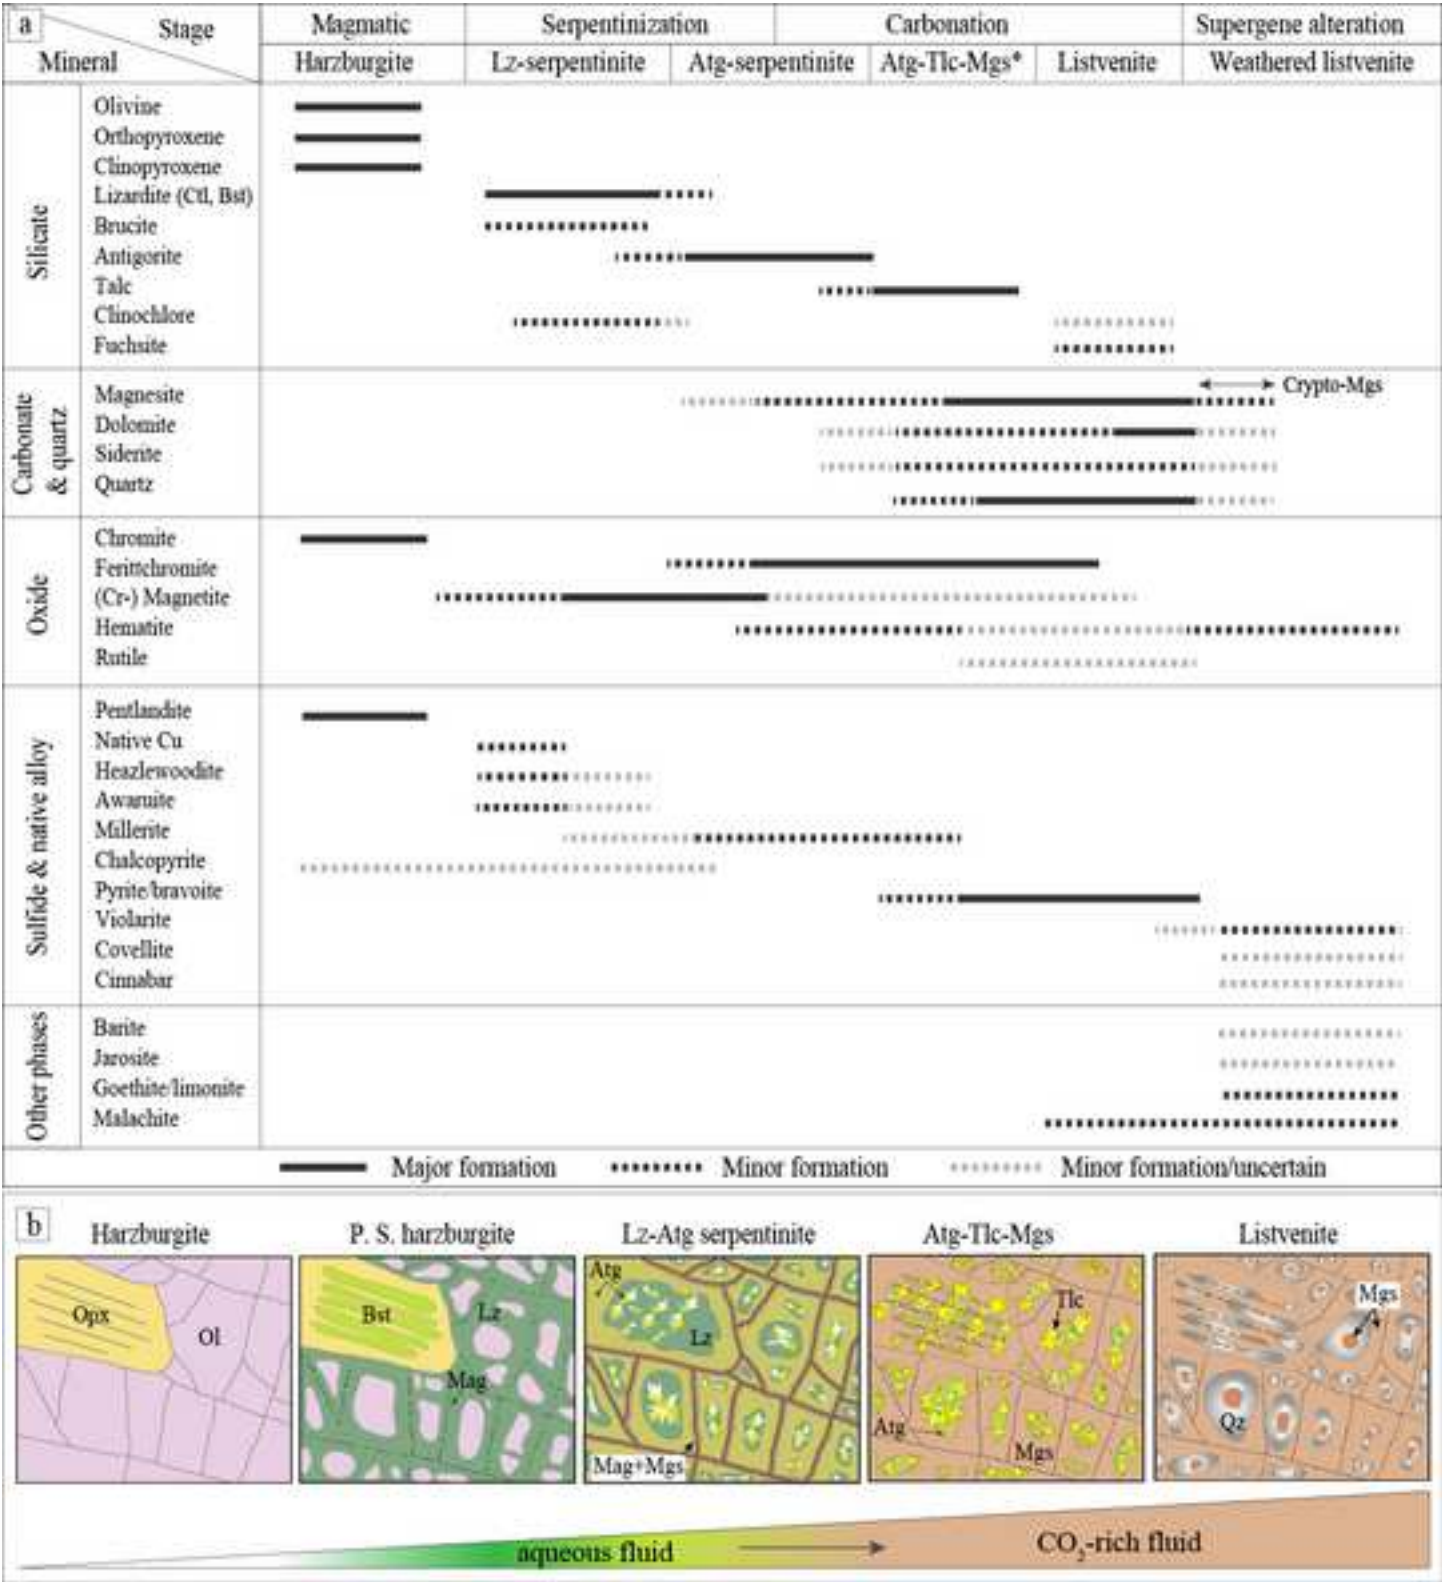 a
Stage
Mineral
Magmatic
Serpentinization
Carbonation
Supergene alteration
Harzburgite
Lz-serpentinite
Atg-serpentinite
Atg-Tlc-Mgs*
Listvenite
Weathered listvenite
Silicate
Olivine
Orthopyroxene
Clinopyroxene
Lizardite (Ctl, Bst)
Brucite
Antigorite
Talc
Clinochlore
Fuchsite
Carbonate
& quartz
Magnesite
Dolomite
Siderite
Quartz
Crypto-Mgs
Oxide
Chromite
Ferittchromite
(Cr-) Magnetite
Hematite
Rutile
Sulfide & native alloy
Pentlandite
Native Cu
Heazlewoodite
Awaruite
Millerite
Chalcopyrite
Pyrite/bravoite
Violarite
Covellite
Cinnabar
Other phases
Barite
Jarosite
Goethite/limonite
Malachite
Major formation
Minor formation
Minor formation/uncertain
b
Harzburgite
P. S. harzburgite
Lz-Atg serpentinite
Atg-Tlc-Mgs
Listvenite
Opx
Ol
Bst
Lz
Mag
Atg
Lz
Mag+Mgs
Tlc
Atg
Mgs
Mgs
Qz
aqueous fluid
CO2-rich fluid